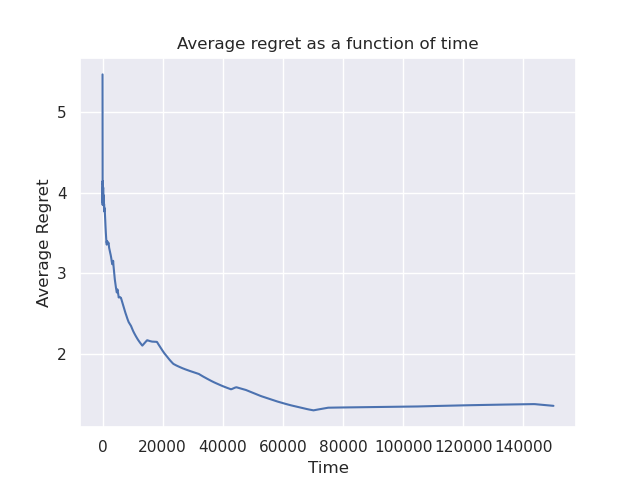 Average regret as a function of time
Average Regret
5
4
3
2
0 20000 40000 60000 80000 100000 120000 140000
Time